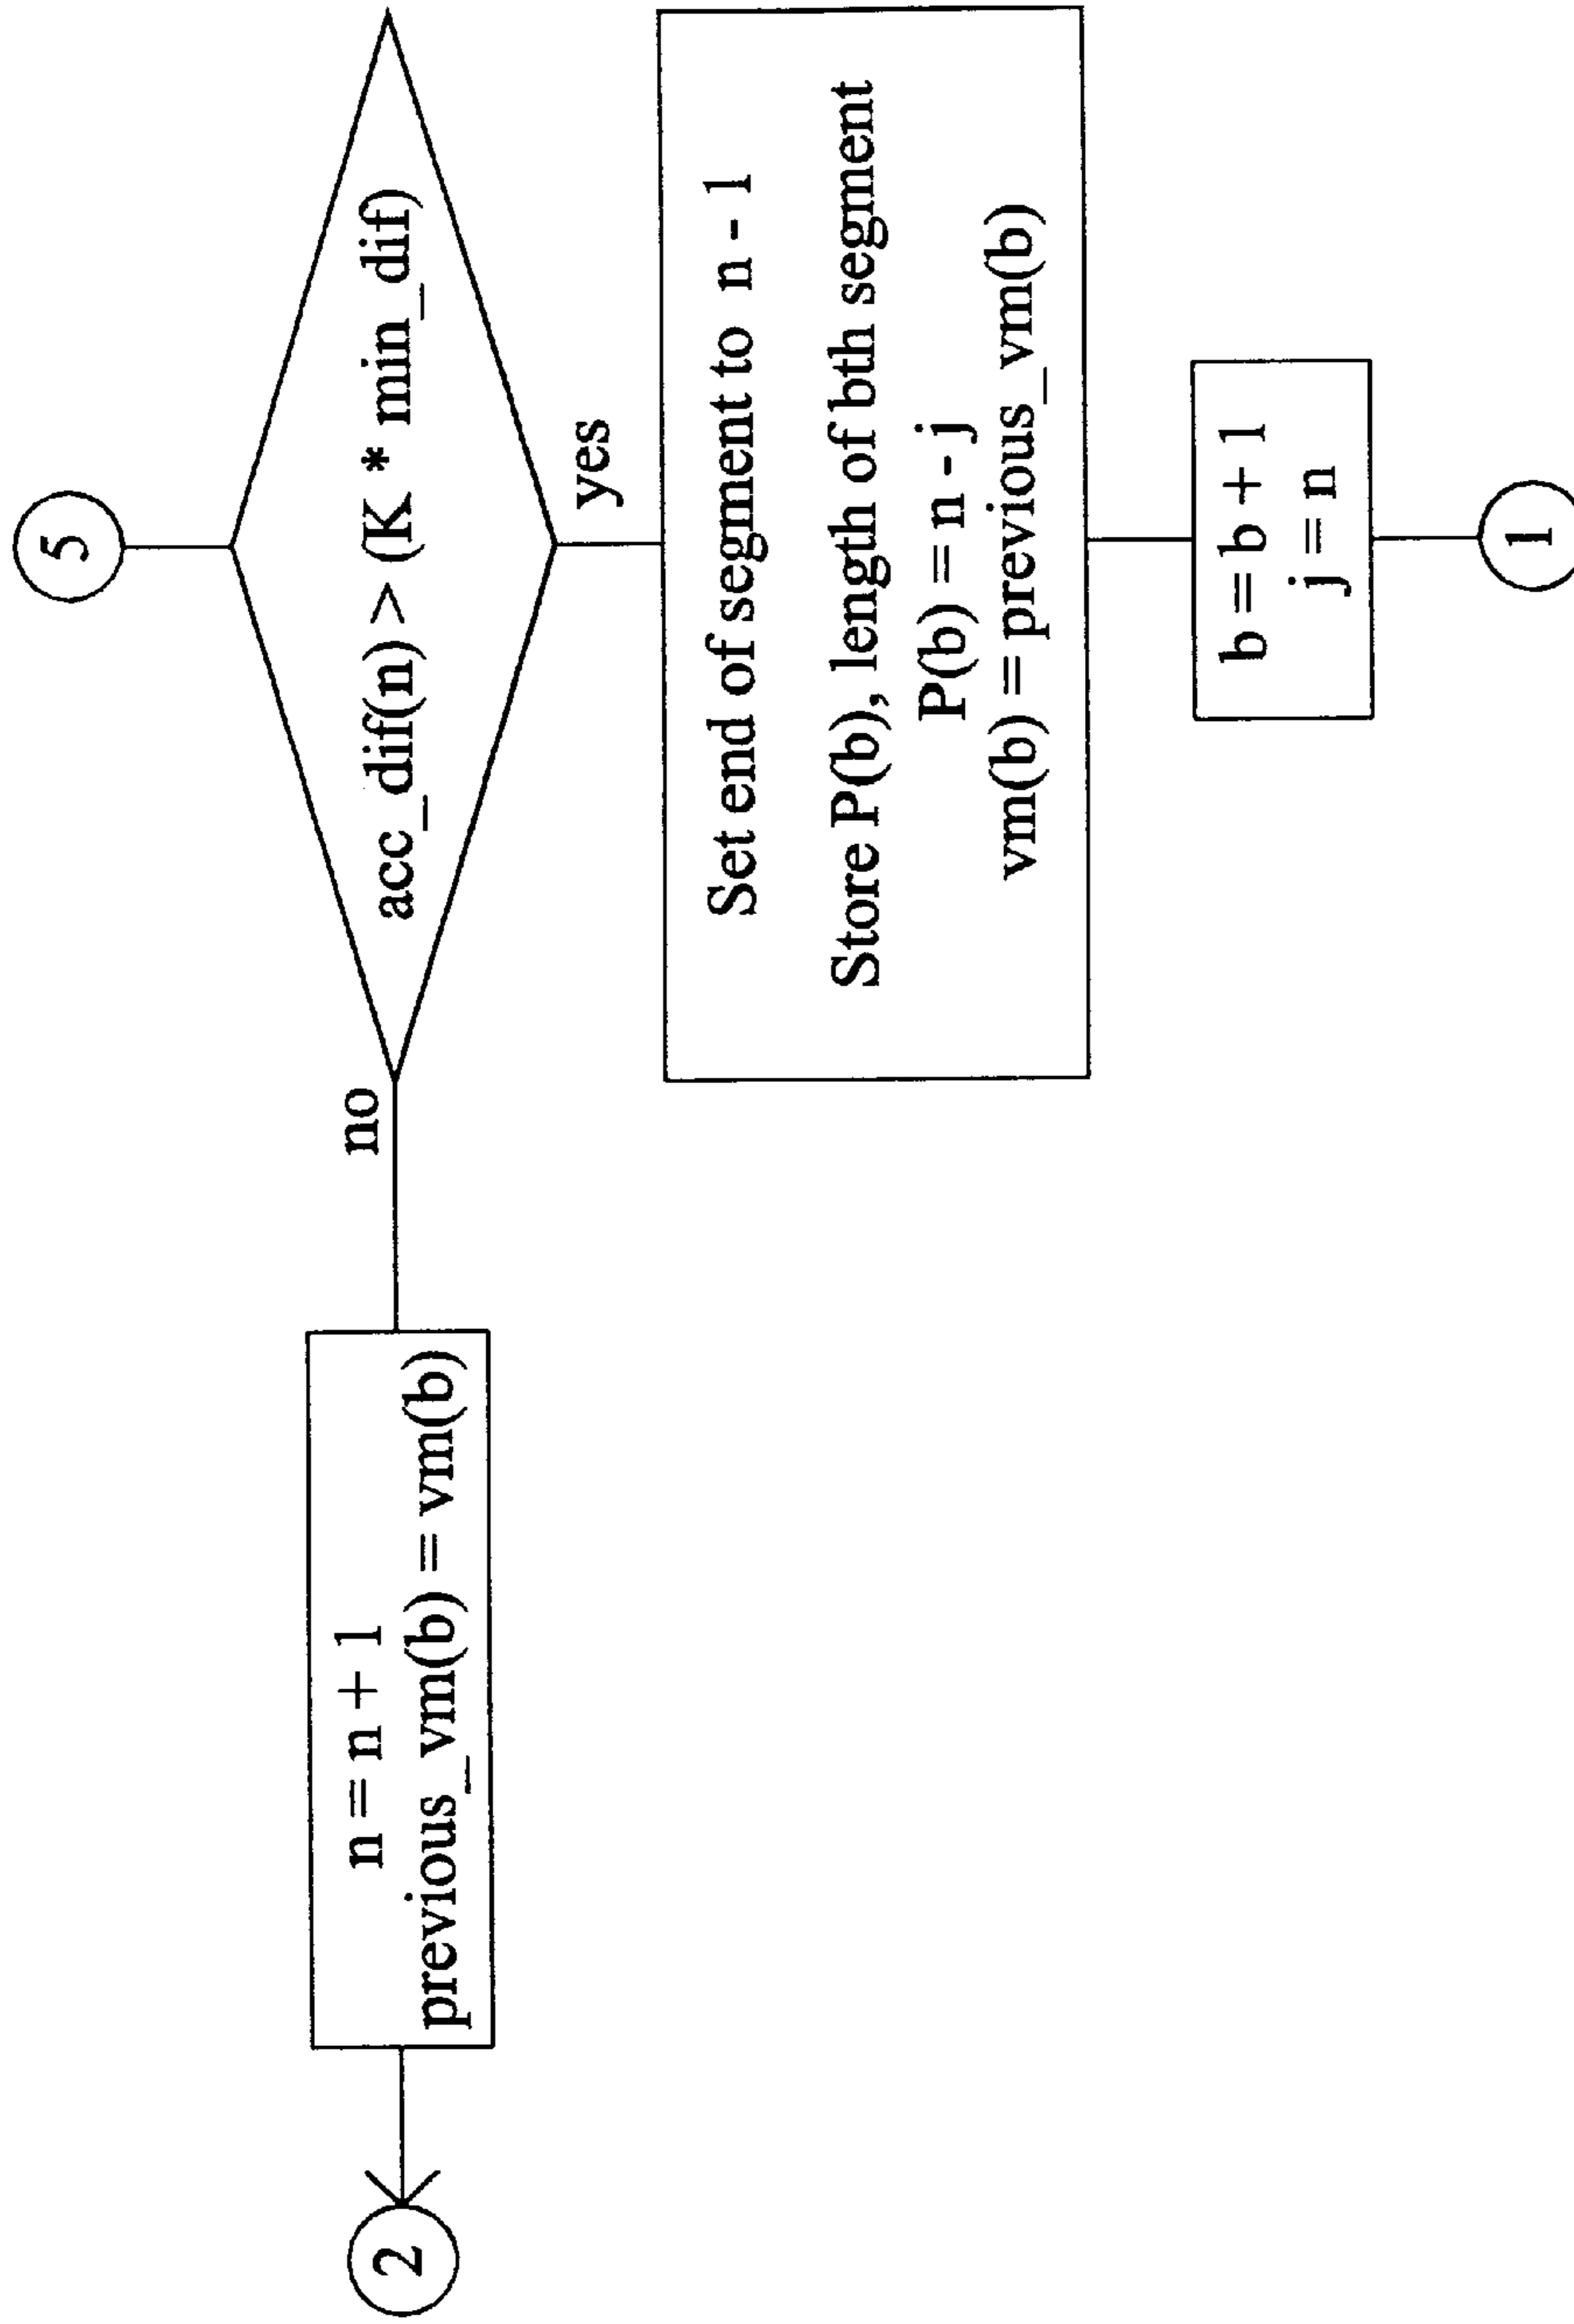 5
acc_dif(n) > (K * min_dif)
no
yes
n = n + 1
previous_vm(b) = vm(b)
2
Set end of segment to n - 1
Store P(b), length of bth segment
P(b) = n - j
vm(b) = previous_vm(b)
b = b + 1
j = n
1